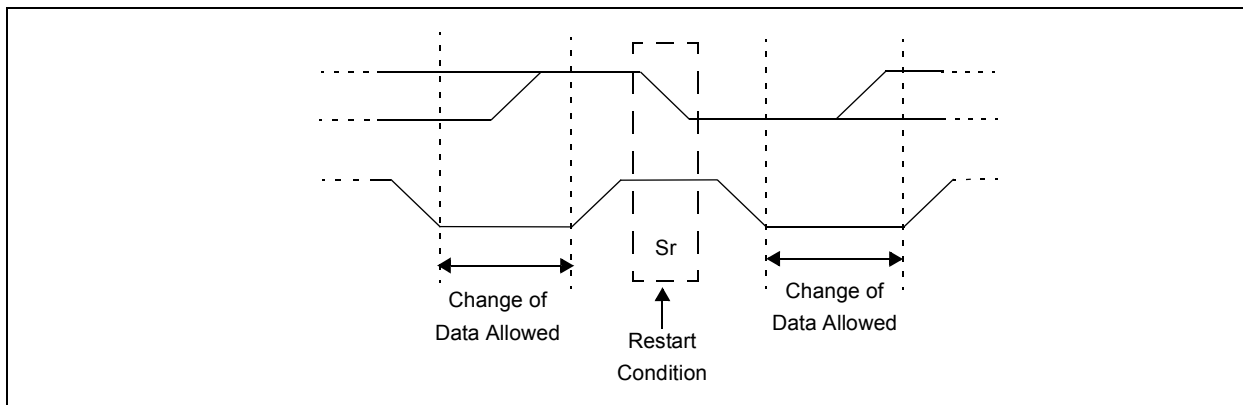 Sr
Change of
Data Allowed
Restart
Condition
Change of
Data Allowed